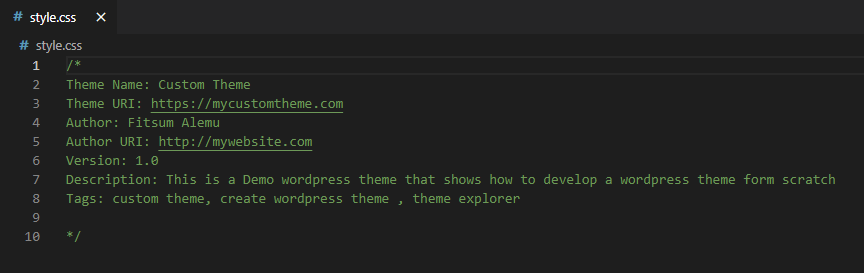 # style.css ×
# style.css
1 /*
2 Theme Name: Custom Theme
3 Theme URI: https://mycustomtheme.com
4 Author: Fitsum Alemu
5 Author URI: http://mywebsite.com
6 Version: 1.0
7 Description: This is a Demo wordpress theme that shows how to develop a wordpress theme form scratch
8 Tags: custom theme, create wordpress theme , theme explorer
9
10 */